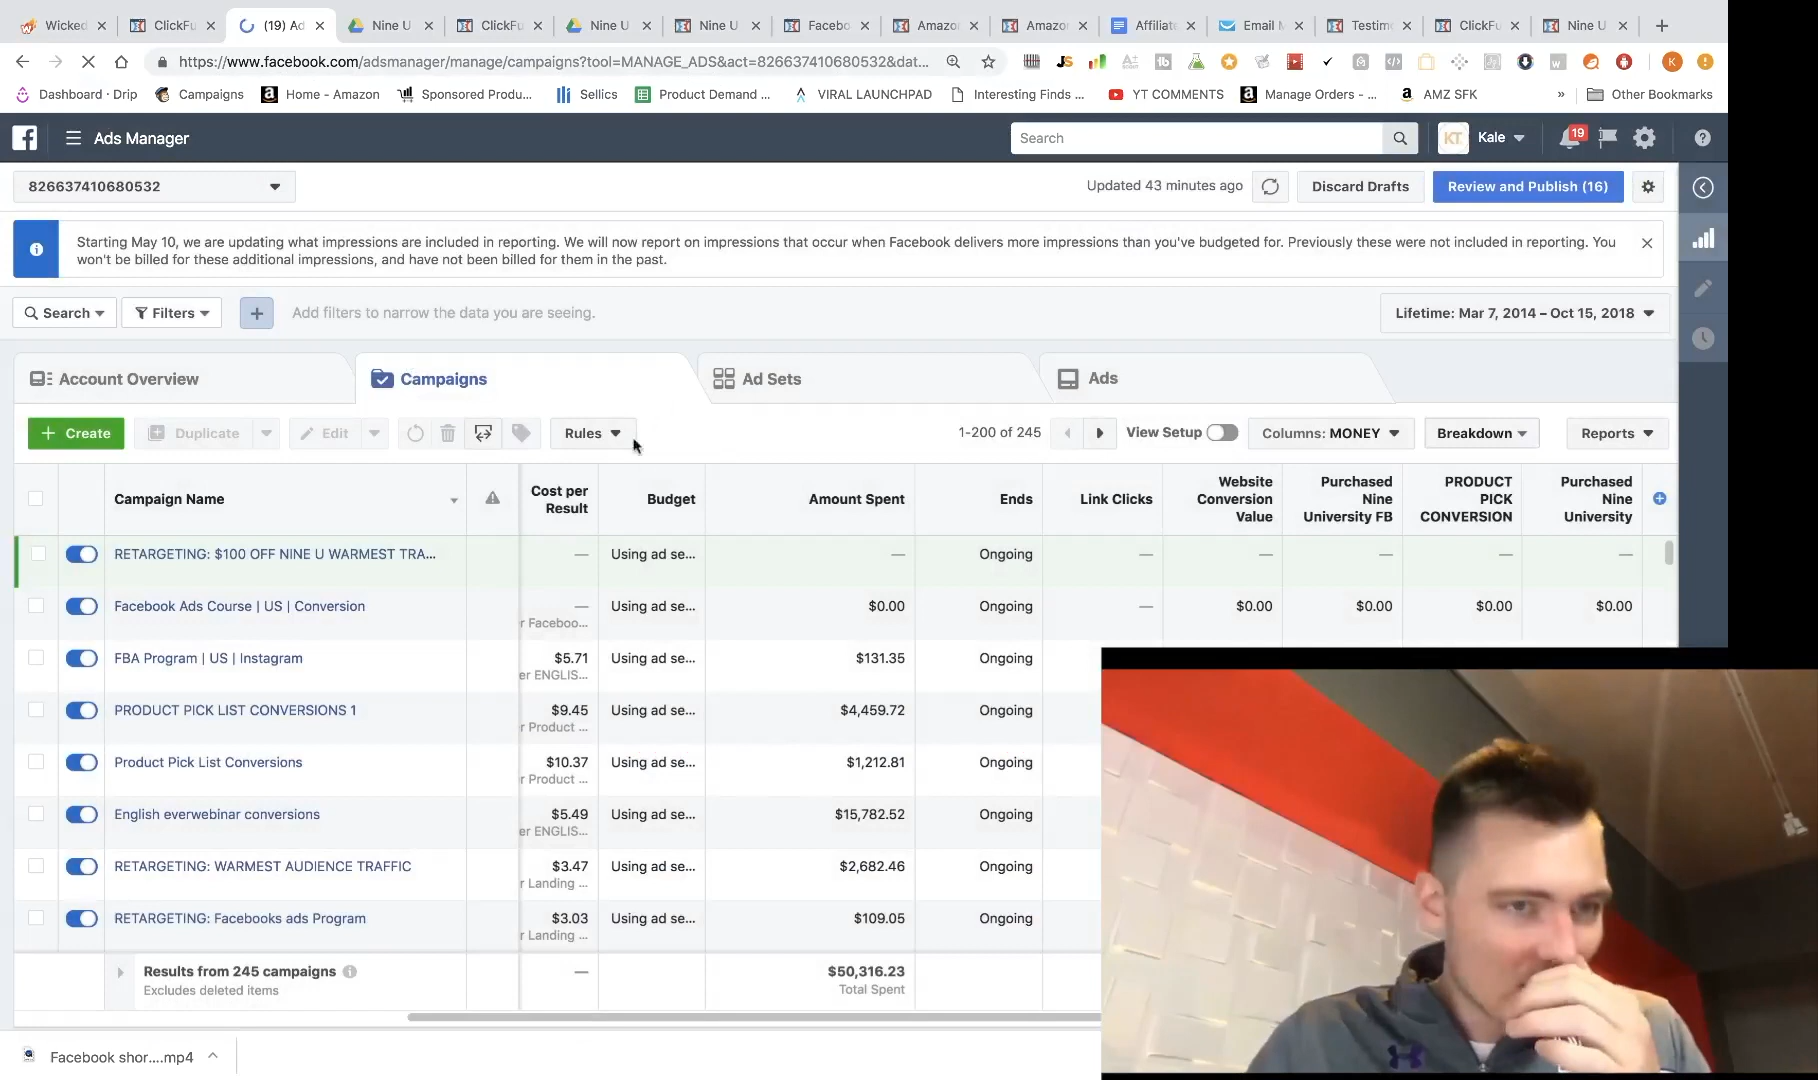 Wicked
ClickFu
(19) Ad
Nine U
ClickFu
Nine U
Nine U
Facebo
Amazo
Amazo
Affiliate
Email M
Testim
ClickFu
Nine U
https://www.facebook.com/adsmanager/manage/campaigns?tool=MANAGE_ADS&act=826637410680532&dat...
Dashboard · Drip
Campaigns
Home - Amazon
Sponsored Produ...
Sellics
Product Demand ...
VIRAL LAUNCHPAD
Interesting Finds ...
YT COMMENTS
Manage Orders - ...
AMZ SFK
»
Other Bookmarks
Ads Manager
Search
KT
Kale
19
826637410680532
Updated 43 minutes ago
Discard Drafts
Review and Publish (16)
Starting May 10, we are updating what impressions are included in reporting. We will now report on impressions that occur when Facebook delivers more impressions than you've budgeted for. Previously these were not included in reporting. You
won't be billed for these additional impressions, and have not been billed for them in the past.
Search
Filters
Add filters to narrow the data you are seeing.
Lifetime: Mar 7, 2014 – Oct 15, 2018
Account Overview
Campaigns
Ad Sets
Ads
+ Create
Duplicate
Edit
Rules
1-200 of 245
View Setup
Columns: MONEY
Breakdown
Reports
Campaign Name
Cost per
Result
Budget
Amount Spent
Ends
Link Clicks
Website
Conversion
Value
Purchased
Nine
University FB
PRODUCT
PICK
CONVERSION
Purchased
Nine
University
RETARGETING: $100 OFF NINE U WARMEST TRA... — Using ad se... — Ongoing — — — — —
Facebook Ads Course | US | Conversion — Using ad se... $0.00 Ongoing — $0.00 $0.00 $0.00 $0.00
r Faceboo...
FBA Program | US | Instagram $5.71 Using ad se... $131.35 Ongoing
er ENGLIS...
PRODUCT PICK LIST CONVERSIONS 1 $9.45 Using ad se... $4,459.72 Ongoing
r Product ...
Product Pick List Conversions $10.37 Using ad se... $1,212.81 Ongoing
r Product ...
English everwebinar conversions $5.49 Using ad se... $15,782.52 Ongoing
er ENGLIS...
RETARGETING: WARMEST AUDIENCE TRAFFIC $3.47 Using ad se... $2,682.46 Ongoing
r Landing ...
RETARGETING: Facebooks ads Program $3.03 Using ad se... $109.05 Ongoing
r Landing ...
Results from 245 campaigns — $50,316.23
Excludes deleted items Total Spent
Facebook shor....mp4